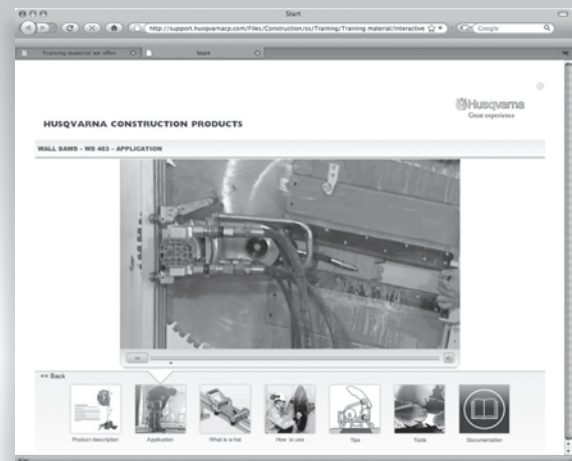 Start
http://support.husqvarnacp.com/Files/Construction/ss/Training/Training material/interactive
Google
Training material we offer
Start
Husqvarna
Great experience
HUSQVARNA CONSTRUCTION PRODUCTS
WALL SAWS – WS 463 – APPLICATION
<< Back
Product description
Application
What is what
How to use
Tips
Tools
Documentation